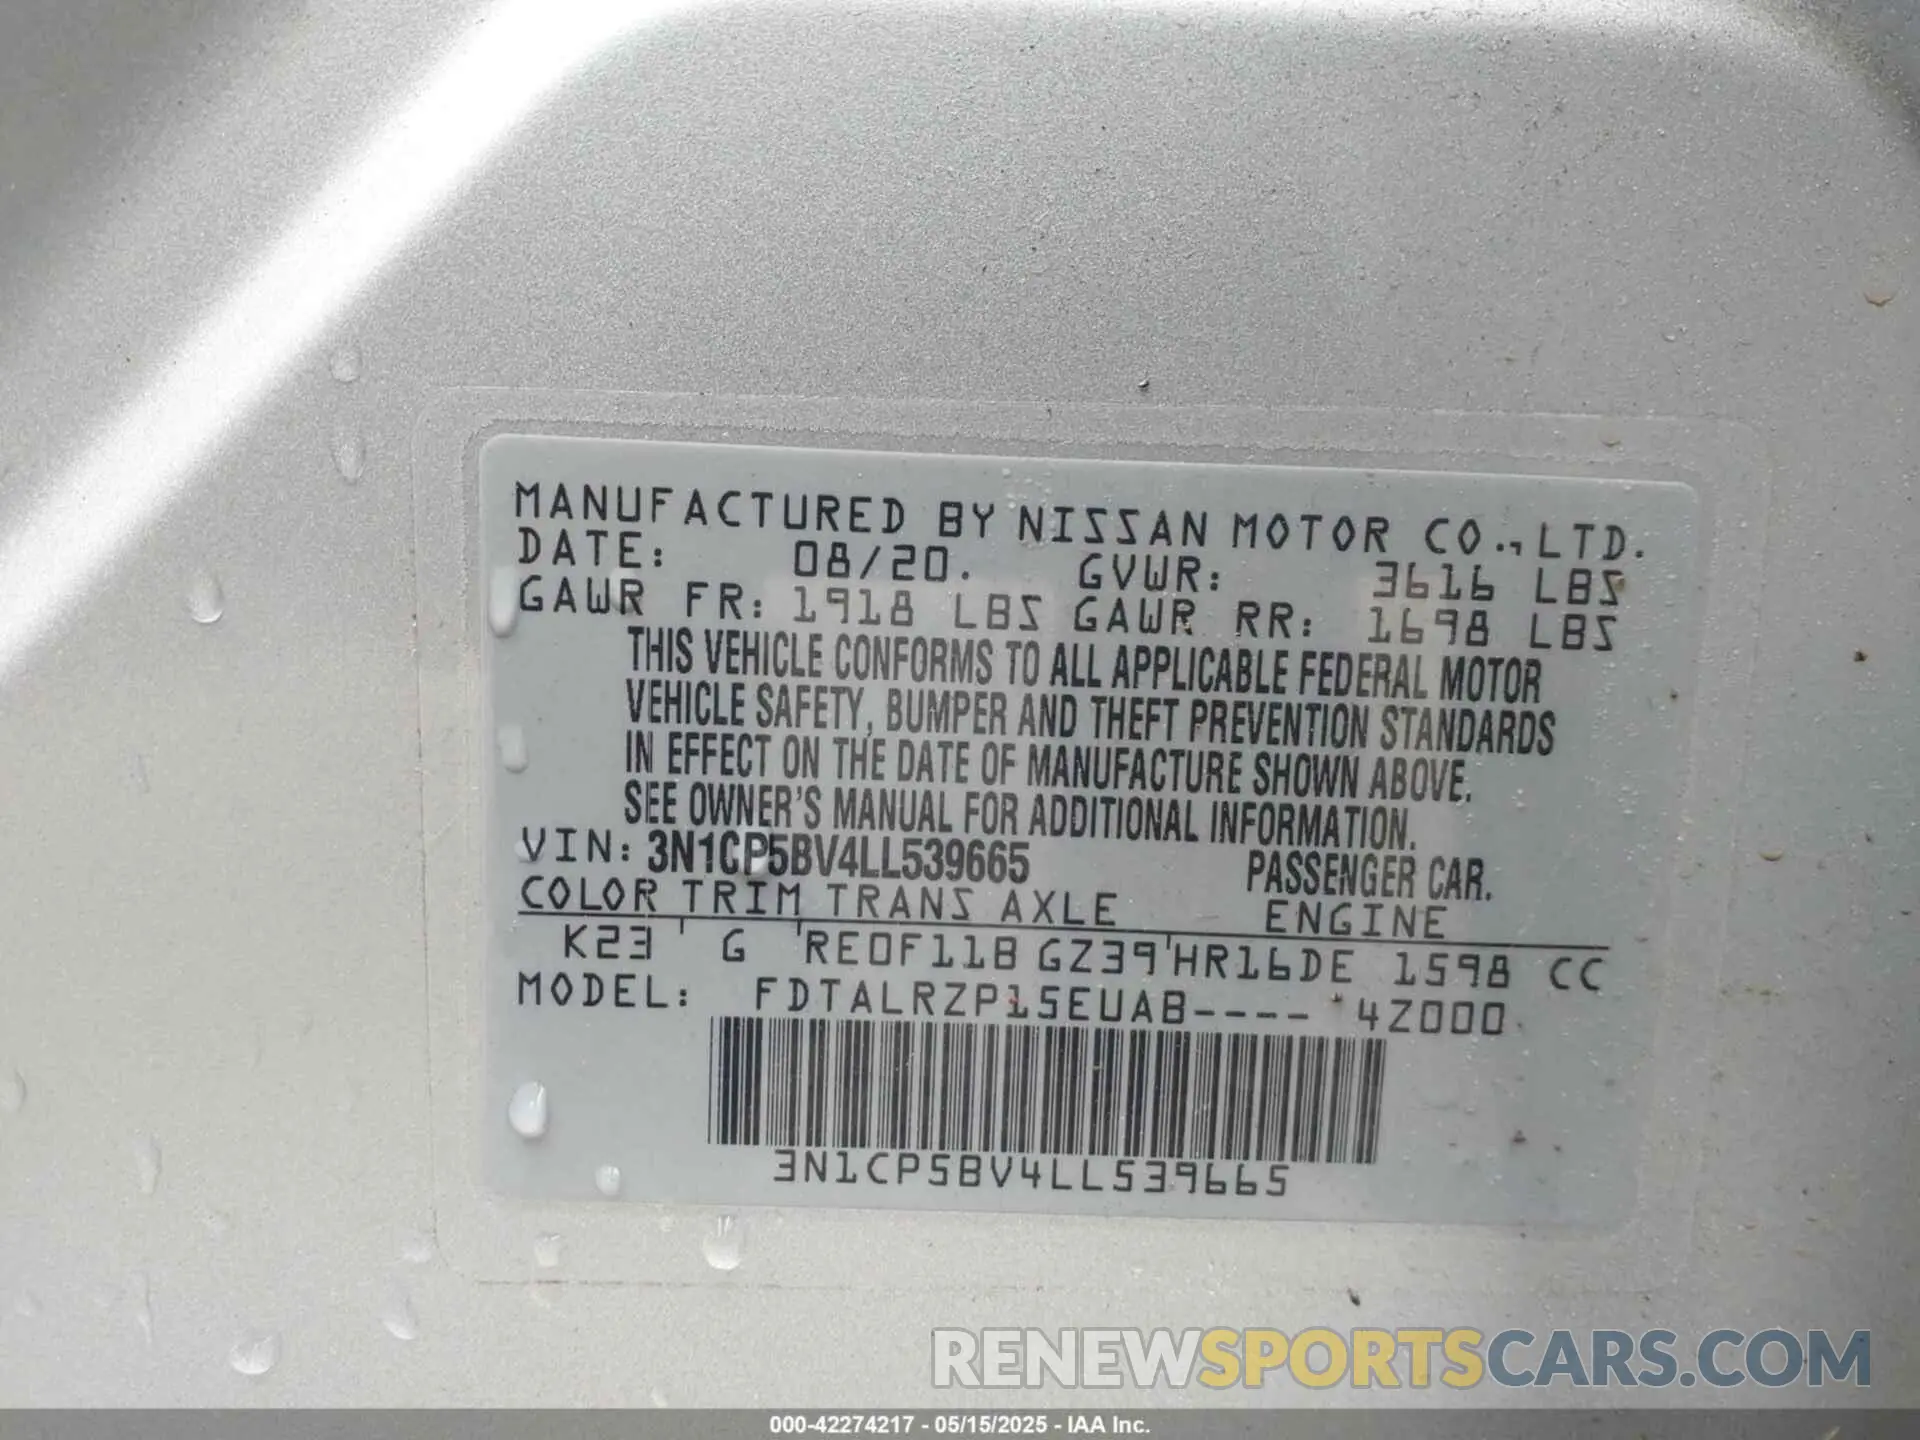 MANUFACTURED BY NISSAN MOTOR CO.,LTD.
DATE: 08/20. GVWR: 3616 LBS
GAWR FR: 1918 LBS GAWR RR: 1698 LBS
THIS VEHICLE CONFORMS TO ALL APPLICABLE FEDERAL MOTOR
VEHICLE SAFETY, BUMPER AND THEFT PREVENTION STANDARDS
IN EFFECT ON THE DATE OF MANUFACTURE SHOWN ABOVE.
SEE OWNER'S MANUAL FOR ADDITIONAL INFORMATION.
VIN: 3N1CP5BV4LL539665 PASSENGER CAR.
COLOR TRIM TRANS AXLE ENGINE
K23 ' G 'RE0F11B GZ39'HR16DE 1598 CC
MODEL: FDTALRZP15EUAB---- 4Z000
3N1CP5BV4LL539665
RENEWSPORTSCARS.COM
000-42274217 - 05/15/2025 - IAA Inc.